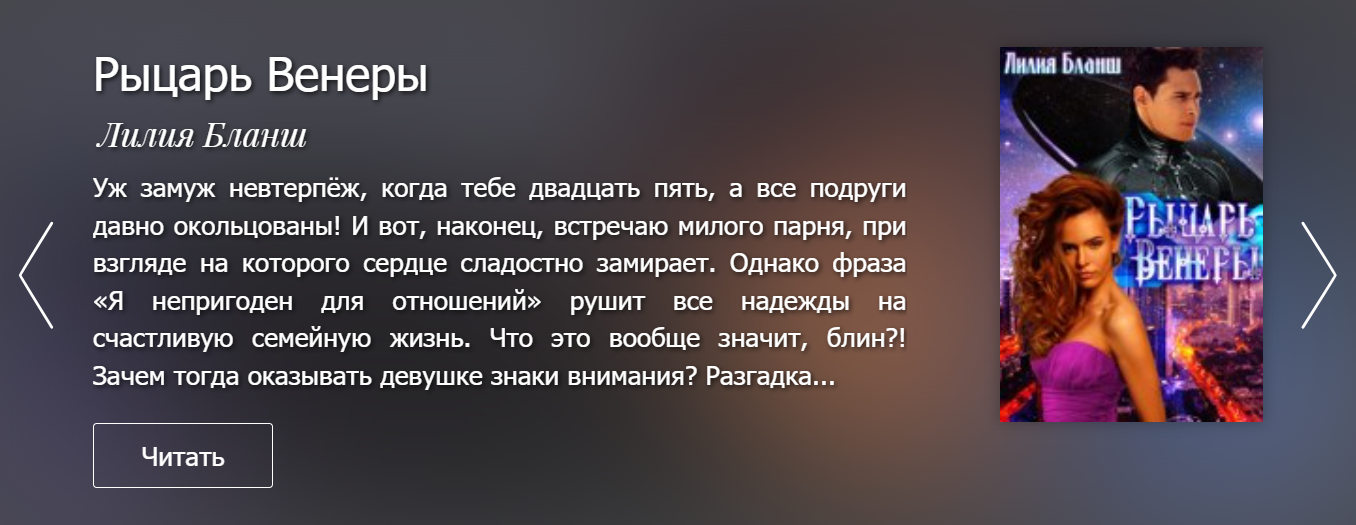 Рыцарь Венеры
Лилия Бланш
Уж замуж невтерпёж, когда тебе двадцать пять, а все подруги
давно окольцованы! И вот, наконец, встречаю милого парня, при
взгляде на которого сердце сладостно замирает. Однако фраза
«Я непригоден для отношений» рушит все надежды на
счастливую семейную жизнь. Что это вообще значит, блин?!
Зачем тогда оказывать девушке знаки внимания? Разгадка...
Читать
Лилия Бланш
Рыцарь
Венеры